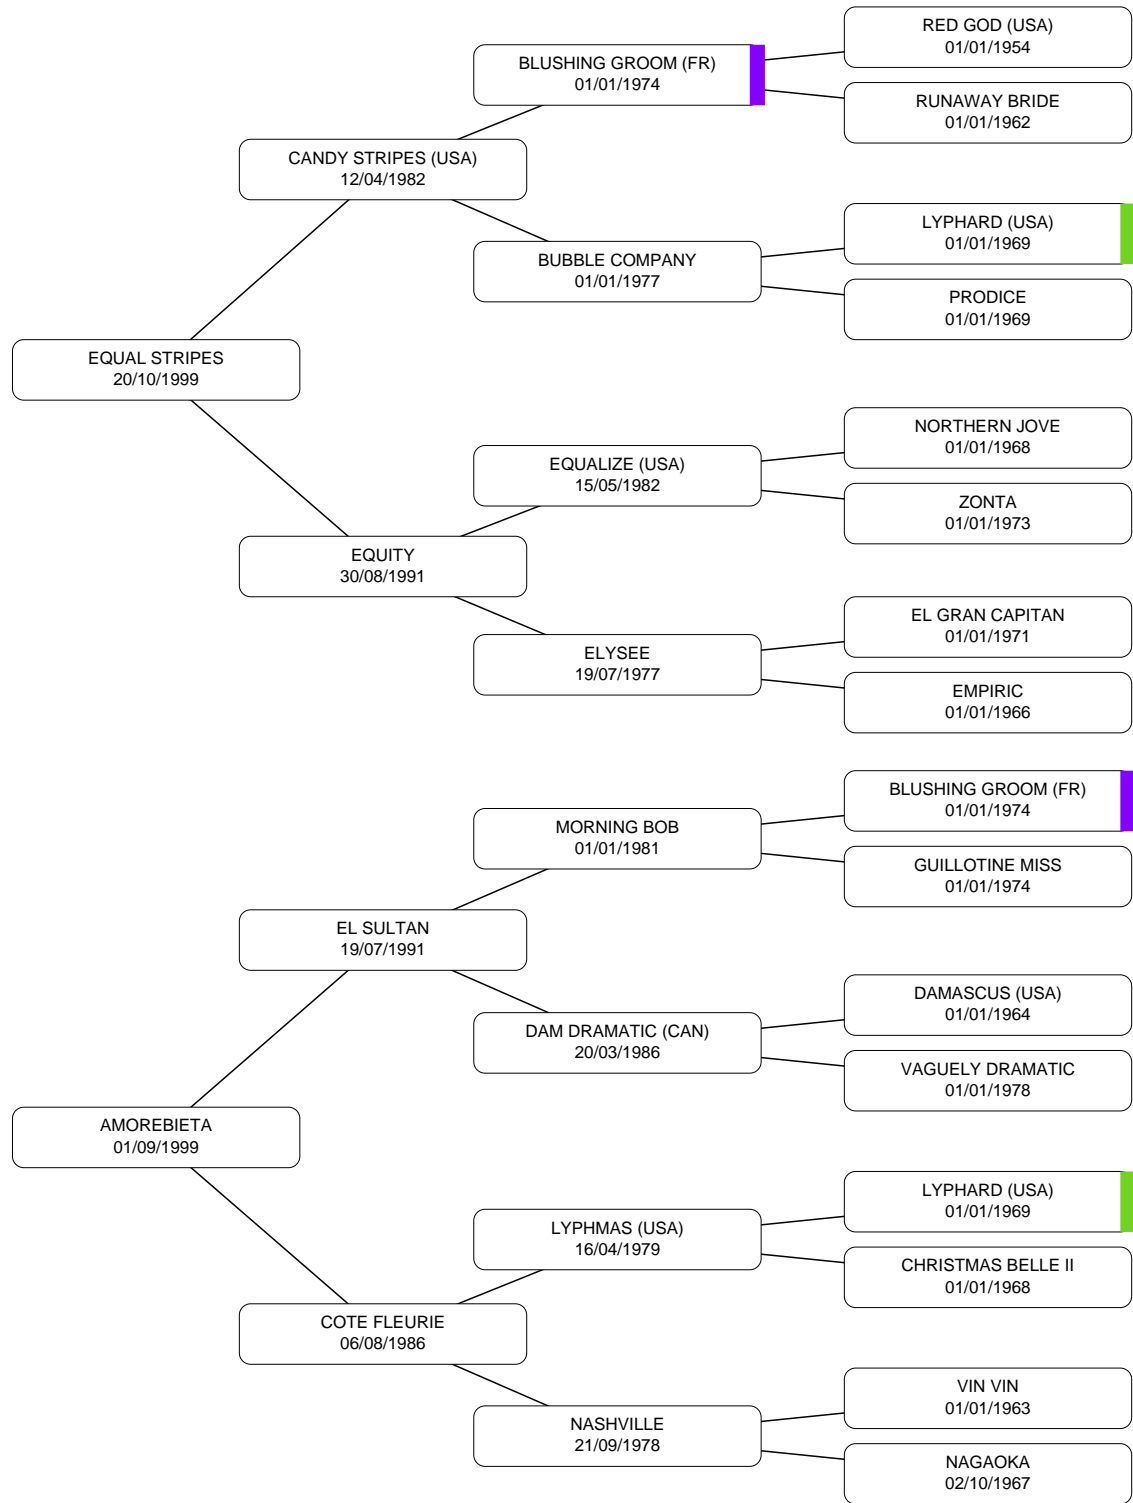 RED GOD (USA)
01/01/1954
BLUSHING GROOM (FR)
01/01/1974
RUNAWAY BRIDE
01/01/1962
CANDY STRIPES (USA)
12/04/1982
LYPHARD (USA)
01/01/1969
BUBBLE COMPANY
01/01/1977
PRODICE
01/01/1969
EQUAL STRIPES
20/10/1999
NORTHERN JOVE
01/01/1968
EQUALIZE (USA)
15/05/1982
ZONTA
01/01/1973
EQUITY
30/08/1991
EL GRAN CAPITAN
01/01/1971
ELYSEE
19/07/1977
EMPIRIC
01/01/1966
BLUSHING GROOM (FR)
01/01/1974
MORNING BOB
01/01/1981
GUILLOTINE MISS
01/01/1974
EL SULTAN
19/07/1991
DAMASCUS (USA)
01/01/1964
DAM DRAMATIC (CAN)
20/03/1986
VAGUELY DRAMATIC
01/01/1978
AMOREBIETA
01/09/1999
LYPHARD (USA)
01/01/1969
LYPHMAS (USA)
16/04/1979
CHRISTMAS BELLE II
01/01/1968
COTE FLEURIE
06/08/1986
VIN VIN
01/01/1963
NASHVILLE
21/09/1978
NAGAOKA
02/10/1967